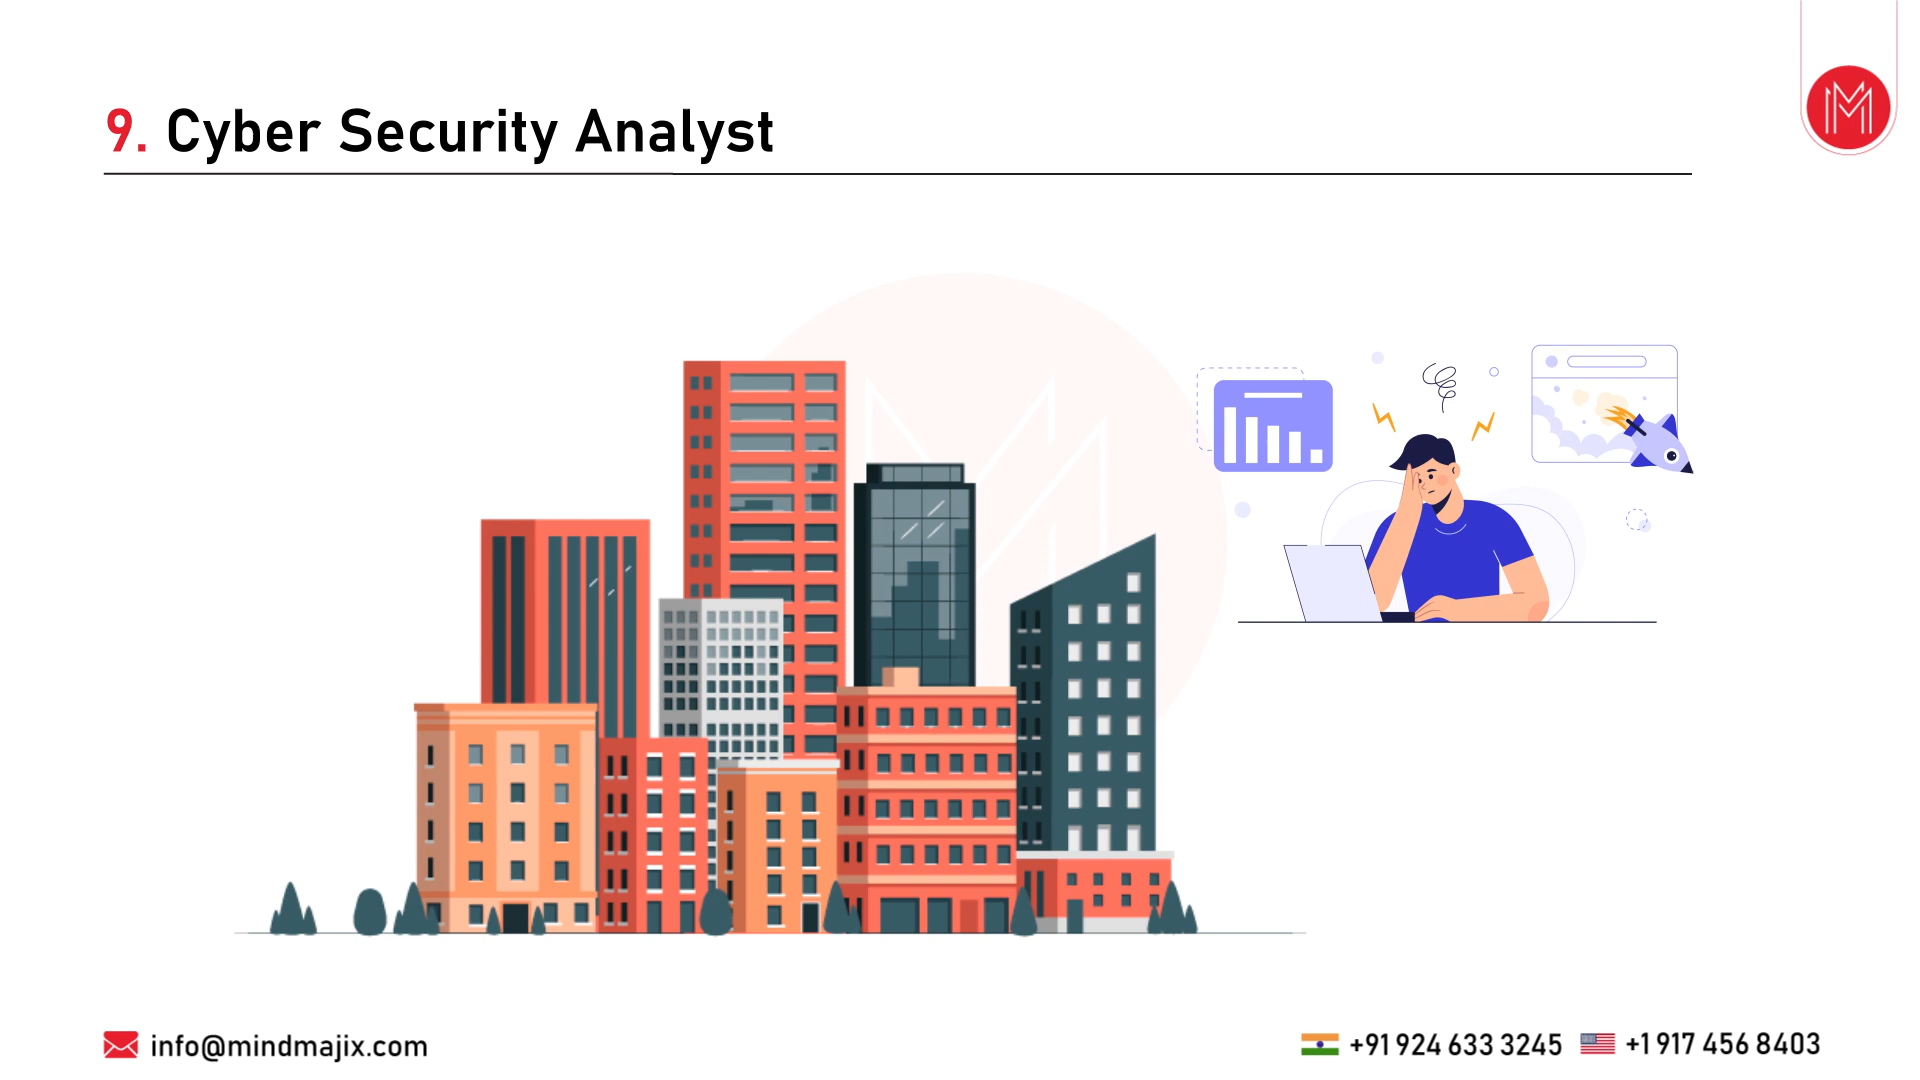 9. Cyber Security Analyst
info@mindmajix.com
+91 924 633 3245
+1 917 456 8403